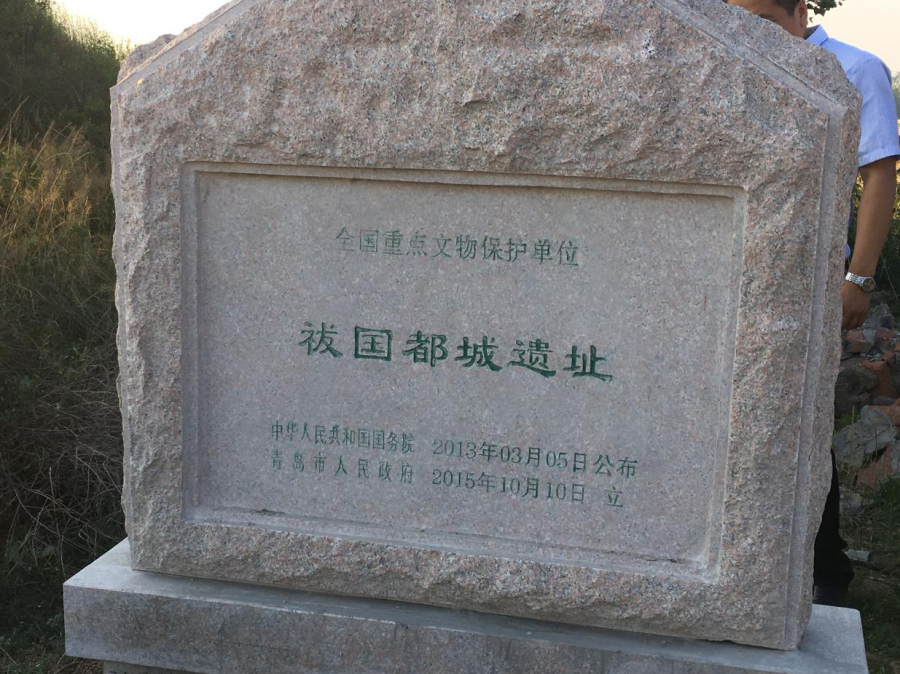 全国重点文物保护单位
祓国都城遗址
中华人民共和国国务院 2013年03月05日公布
青岛市人民政府 2015年10月10日 立